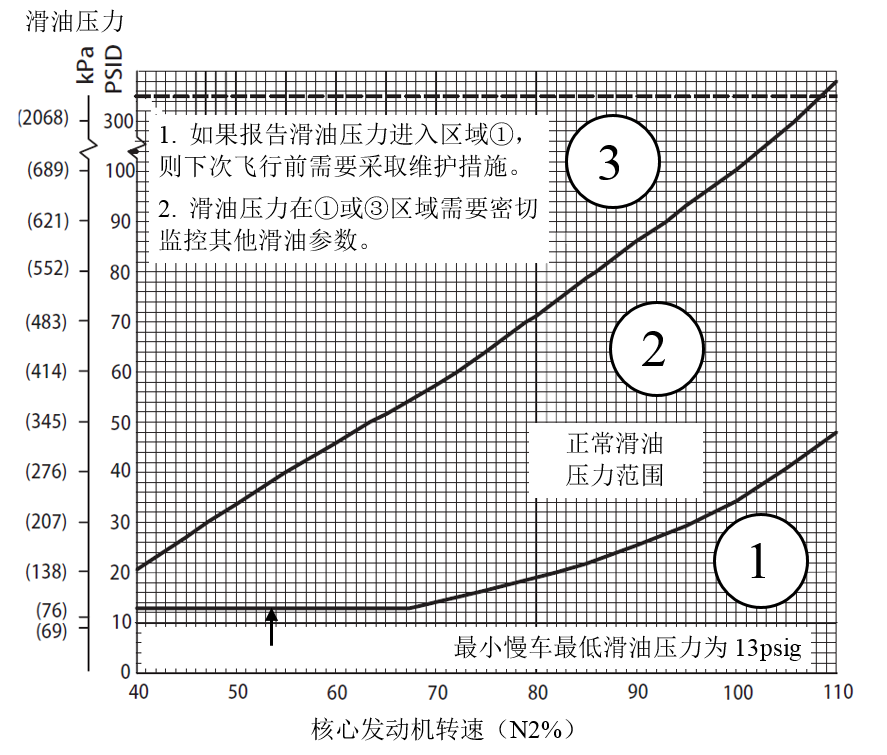 滑油压力
kPa PSID
(2068) 300
1. 如果报告滑油压力进入区域①，
则下次飞行前需要采取维护措施。
2. 滑油压力在①或③区域需要密切
监控其他滑油参数。
3
(689) 100
(621) 90
(552) 80
(483) 70
2
(414) 60
(345) 50
正常滑油
压力范围
(276) 40
(207) 30
1
(138) 20
(76)
10
(69)
最小慢车最低滑油压力为 13psig
0
40 50 60 70 80 90 100 110
核心发动机转速（N2%）